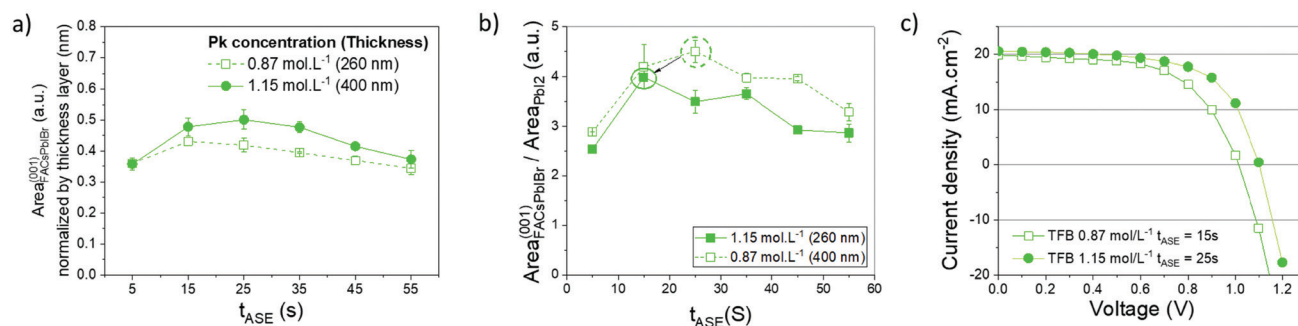 a)
Area(001)FACsPbIBr (a.u.)
normalized by thickness layer (nm)
0.8
0.7
0.6
0.5
0.4
0.3
0.2
0.1
0.0
Pk concentration (Thickness)
0.87 mol.L-1 (260 nm)
1.15 mol.L-1 (400 nm)
5 15 25 35 45 55
tASE (s)
b)
Area(001)FACsPbIBr / AreaPbI2 (a.u.)
5
4
3
2
1
0
1.15 mol.L-1 (260 nm)
0.87 mol.L-1 (400 nm)
0 10 20 30 40 50 60
tASE(S)
c)
Current density (mA.cm-2)
20
10
0
-10
-20
TFB 0.87 mol/L-1 tASE = 15s
TFB 1.15 mol/L-1 tASE = 25s
0.0 0.2 0.4 0.6 0.8 1.0 1.2
Voltage (V)